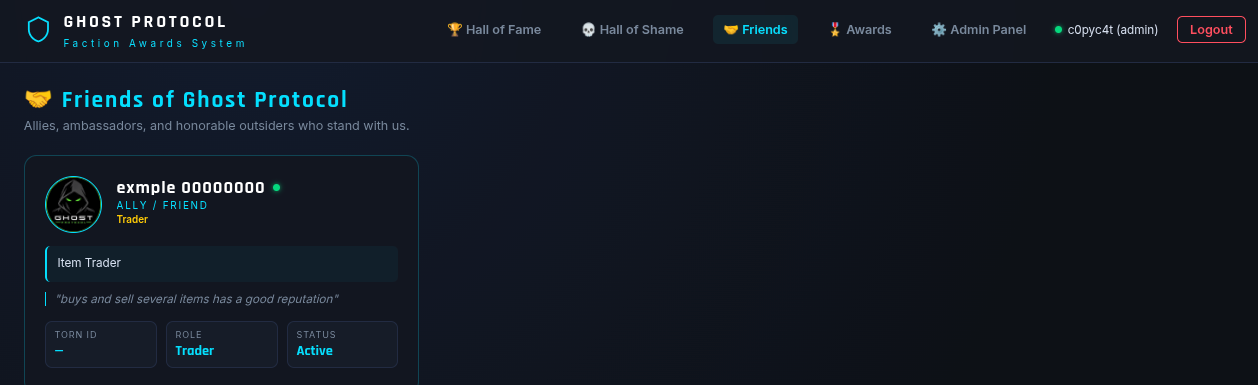 GHOST PROTOCOL
Faction Awards System
🏆 Hall of Fame
💀 Hall of Shame
🤝 Friends
🎖️ Awards
⚙️ Admin Panel
c0pyc4t (admin)
Logout
🤝 Friends of Ghost Protocol
Allies, ambassadors, and honorable outsiders who stand with us.
GHOST
exmple 00000000
ALLY / FRIEND
Trader
Item Trader
"buys and sell several items has a good reputation"
TORN ID
—
ROLE
Trader
STATUS
Active